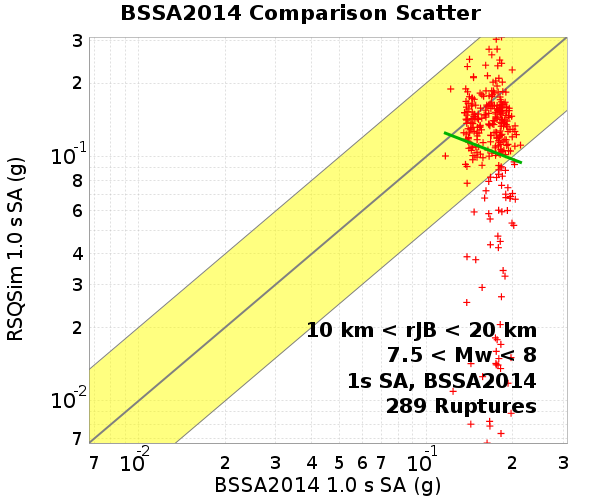 BSSA2014 Comparison Scatter
RSQSim 1.0 s SA (g)
3
2
10-1
8
6
4
3
2
10-2
7
10 km < rJB < 20 km
7.5 < Mw < 8
1s SA, BSSA2014
289 Ruptures
7 10-2 2 3 4 5 6 7 10-1 2 3
BSSA2014 1.0 s SA (g)